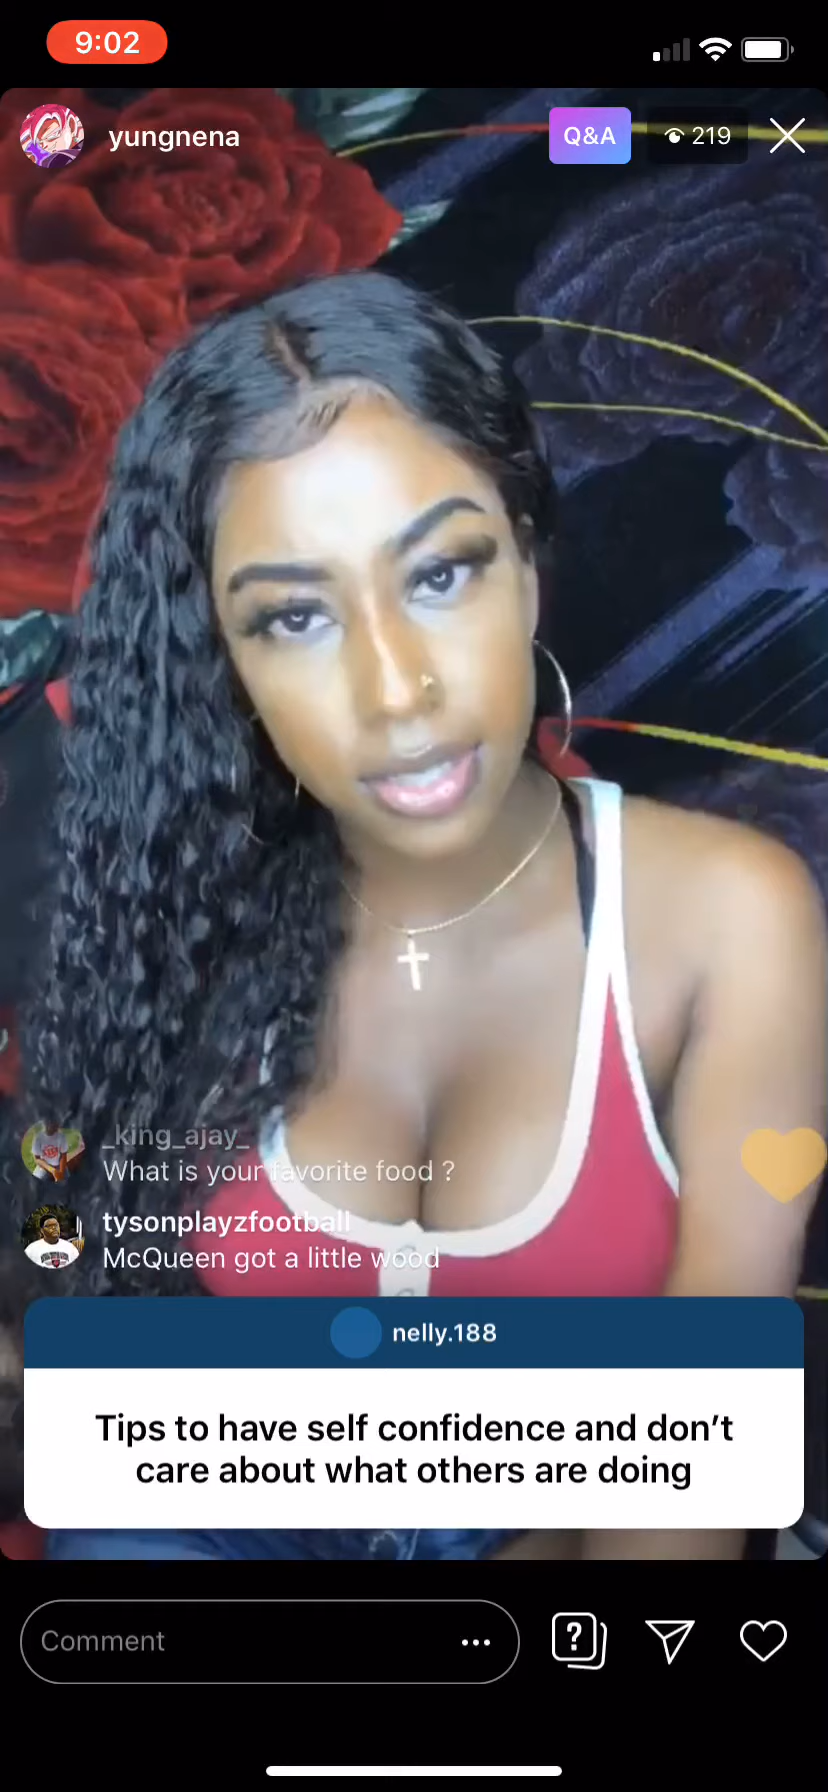 9:02
yungnena
Q&A
219
_king_ajay_
What is your favorite food ?
tysonplayzfootball
McQueen got a little wood
nelly.188
Tips to have self confidence and don’t
care about what others are doing
Comment